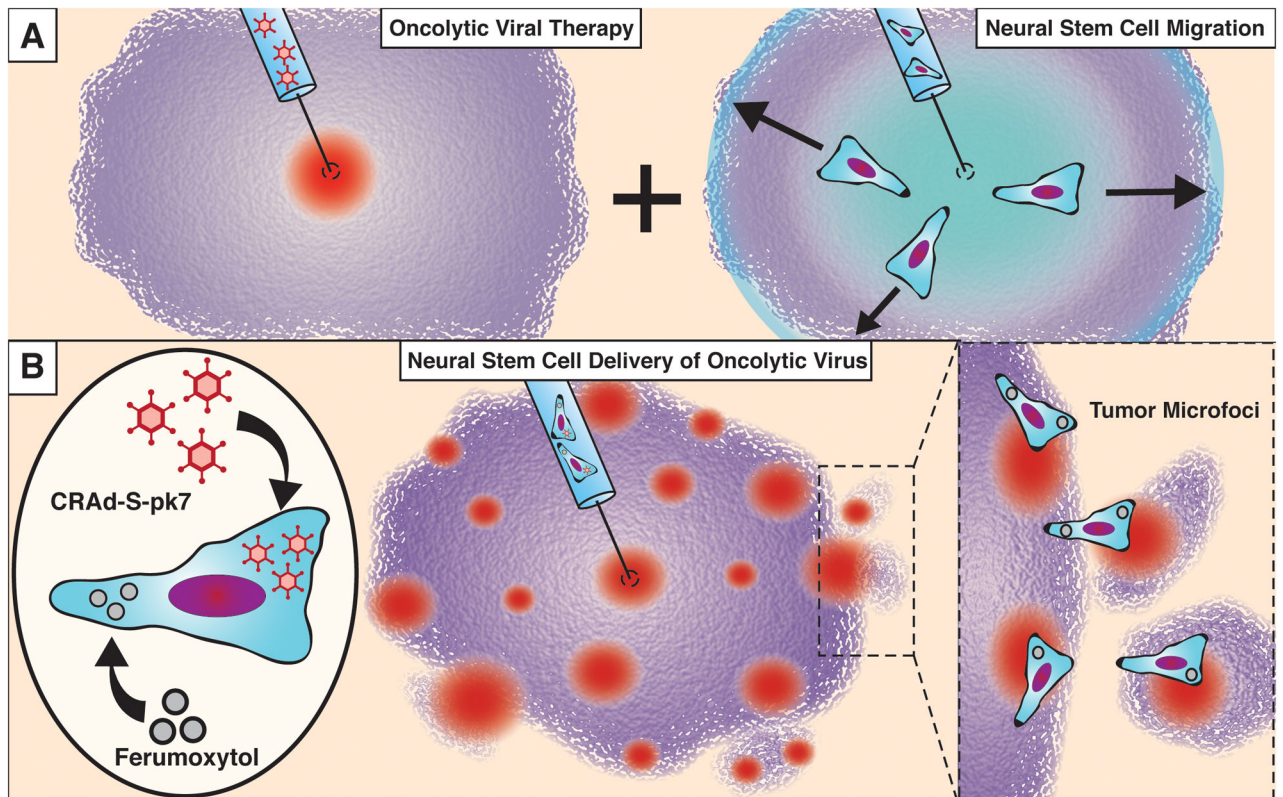 A
Oncolytic Viral Therapy
Neural Stem Cell Migration
B
Neural Stem Cell Delivery of Oncolytic Virus
CRAd-S-pk7
Ferumoxytol
Tumor Microfoci